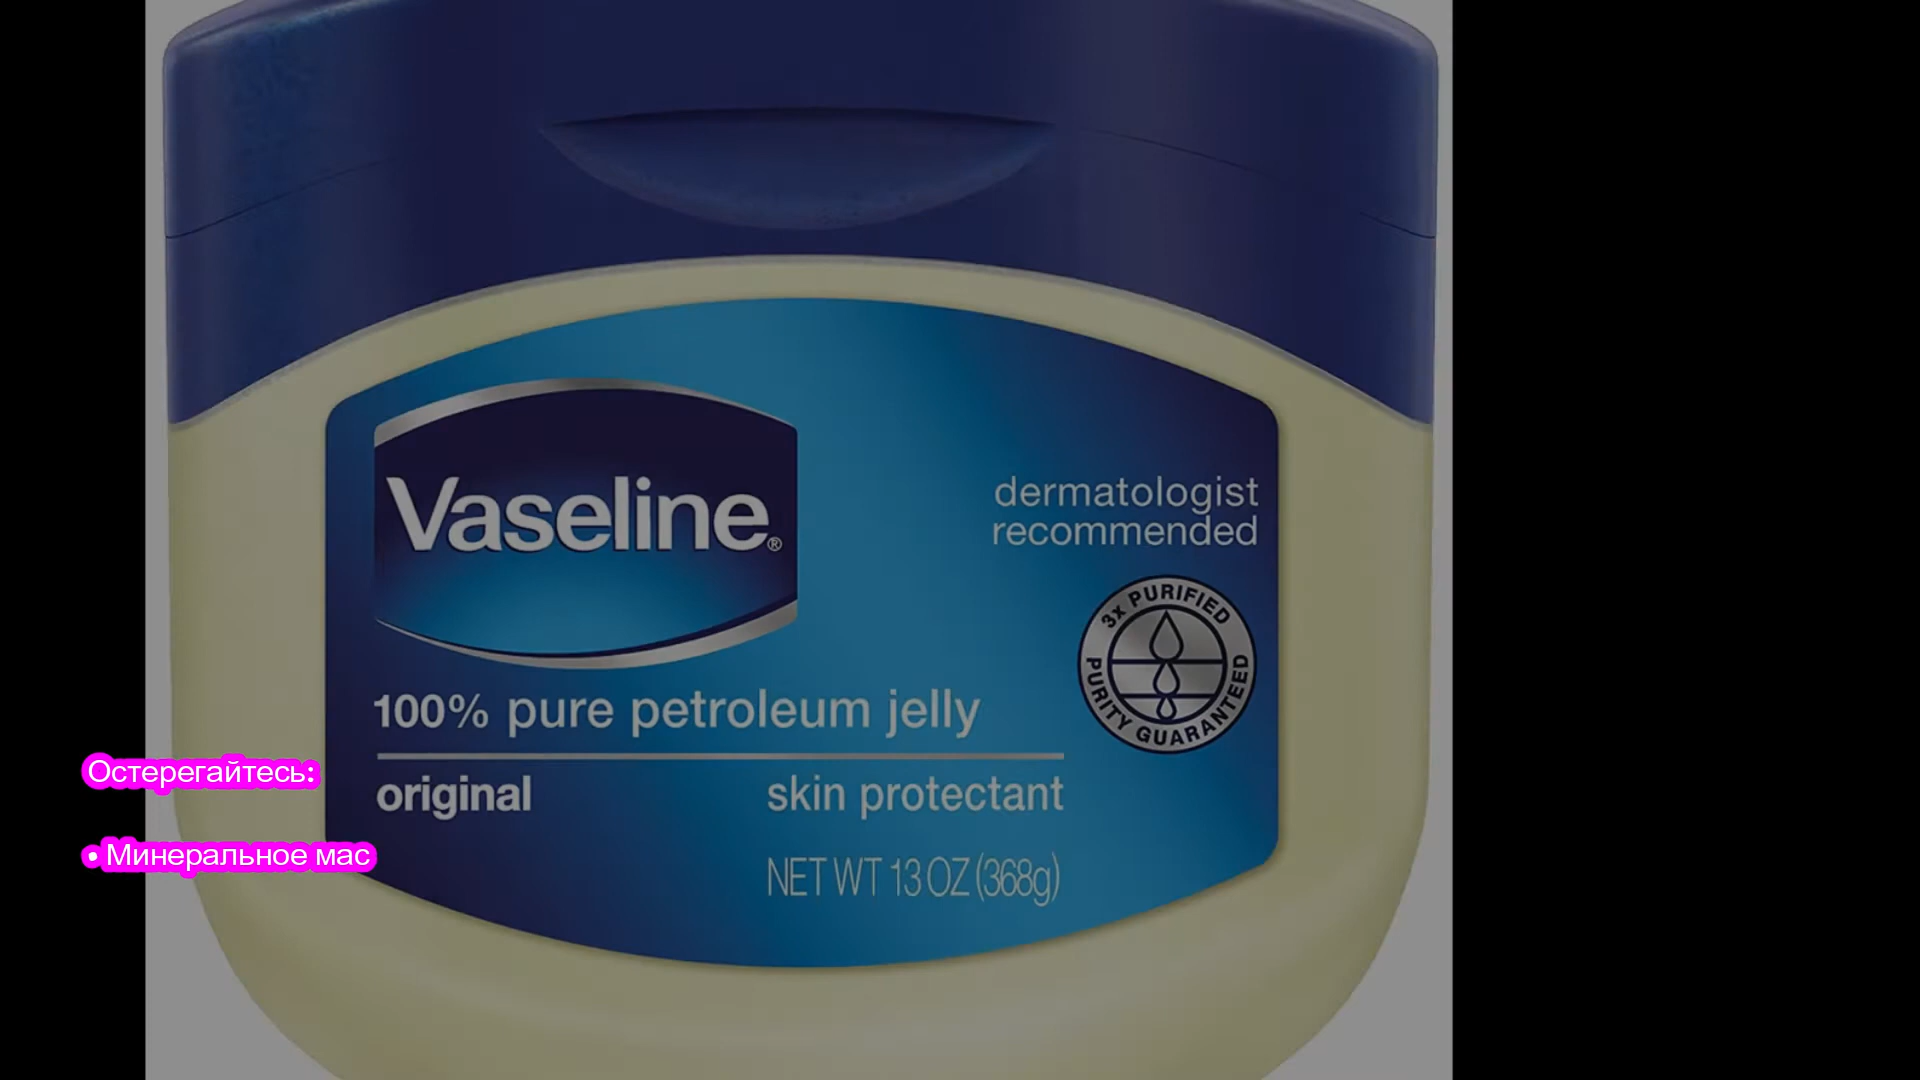 Vaseline®
dermatologist
recommended
3x PURIFIED
PURITY GUARANTEED
100% pure petroleum jelly
original
skin protectant
NET WT 13 OZ (368g)
Остерегайтесь:
• Минеральное мас